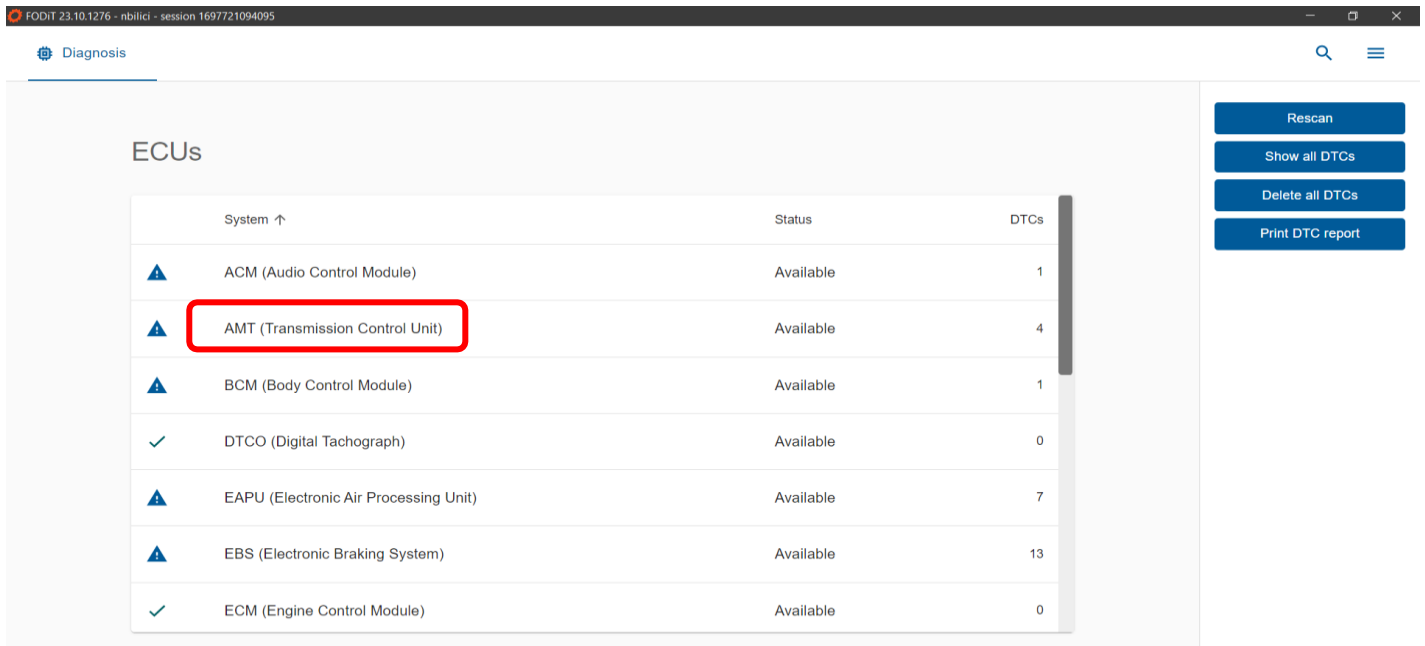 FODiT 23.10.1276 - nbilici - session 1697721094095
Diagnosis
Rescan
Show all DTCs
Delete all DTCs
Print DTC report
ECUs
System Status DTCs
ACM (Audio Control Module) Available 1
AMT (Transmission Control Unit) Available 4
BCM (Body Control Module) Available 1
DTCO (Digital Tachograph) Available 0
EAPU (Electronic Air Processing Unit) Available 7
EBS (Electronic Braking System) Available 13
ECM (Engine Control Module) Available 0